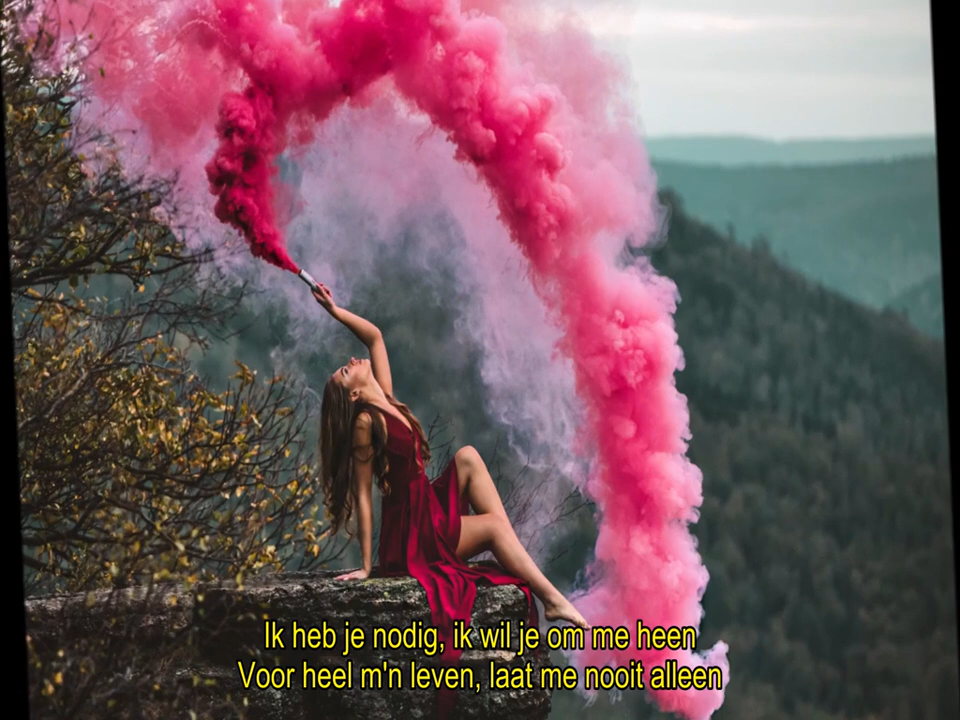 Ik heb je nodig, ik wil je om me heen
Voor heel m'n leven, laat me nooit alleen